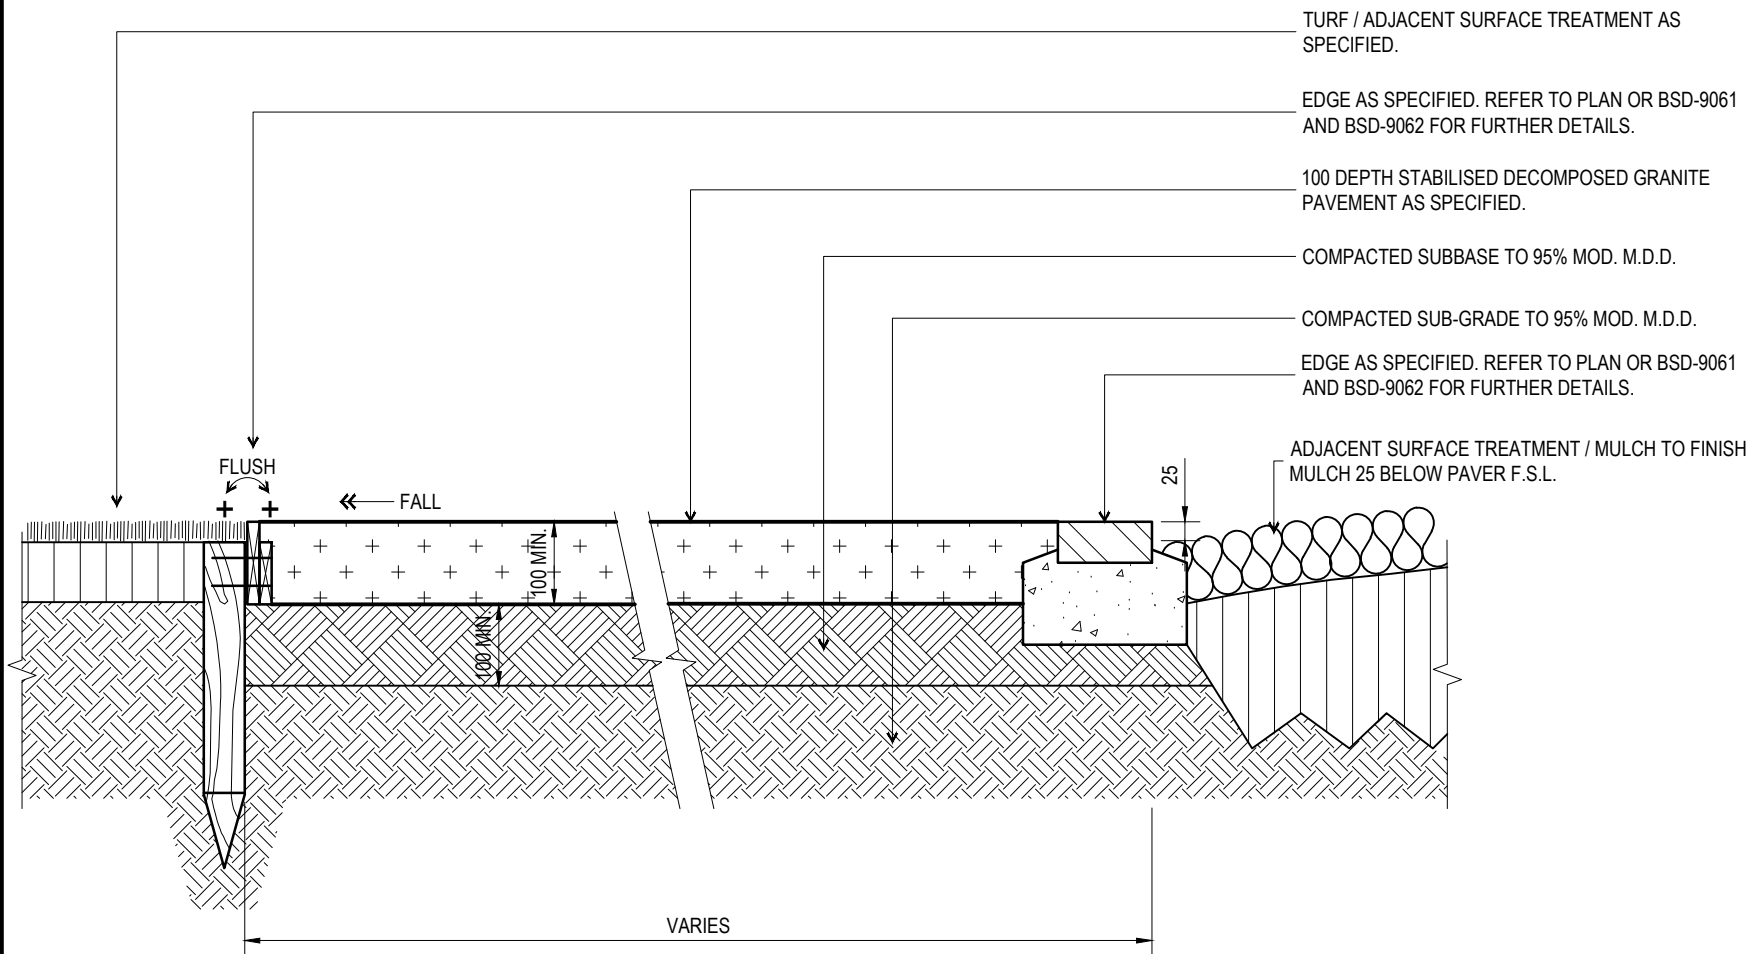 TURF / ADJACENT SURFACE TREATMENT AS
SPECIFIED.
EDGE AS SPECIFIED. REFER TO PLAN OR BSD-9061
AND BSD-9062 FOR FURTHER DETAILS.
100 DEPTH STABILISED DECOMPOSED GRANITE
PAVEMENT AS SPECIFIED.
COMPACTED SUBBASE TO 95% MOD. M.D.D.
COMPACTED SUB-GRADE TO 95% MOD. M.D.D.
EDGE AS SPECIFIED. REFER TO PLAN OR BSD-9061
AND BSD-9062 FOR FURTHER DETAILS.
ADJACENT SURFACE TREATMENT / MULCH TO FINISH
MULCH 25 BELOW PAVER F.S.L.
25
FLUSH
FALL
100 MIN.
100 MIN.
VARIES